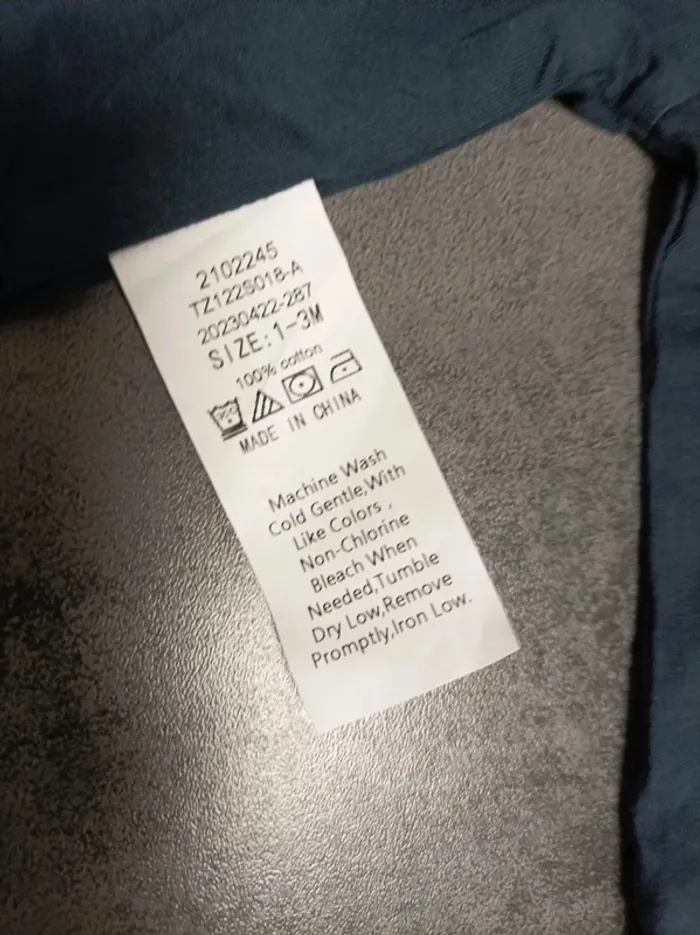 2102245
TZ122S018-A
20230422-287
SIZE:1-3M
100% cotton
MADE IN CHINA
Machine Wash
Cold Gentle,With
Like Colors ,
Non-Chlorine
Bleach When
Needed,Tumble
Dry Low,Remove
Promptly,Iron Low.